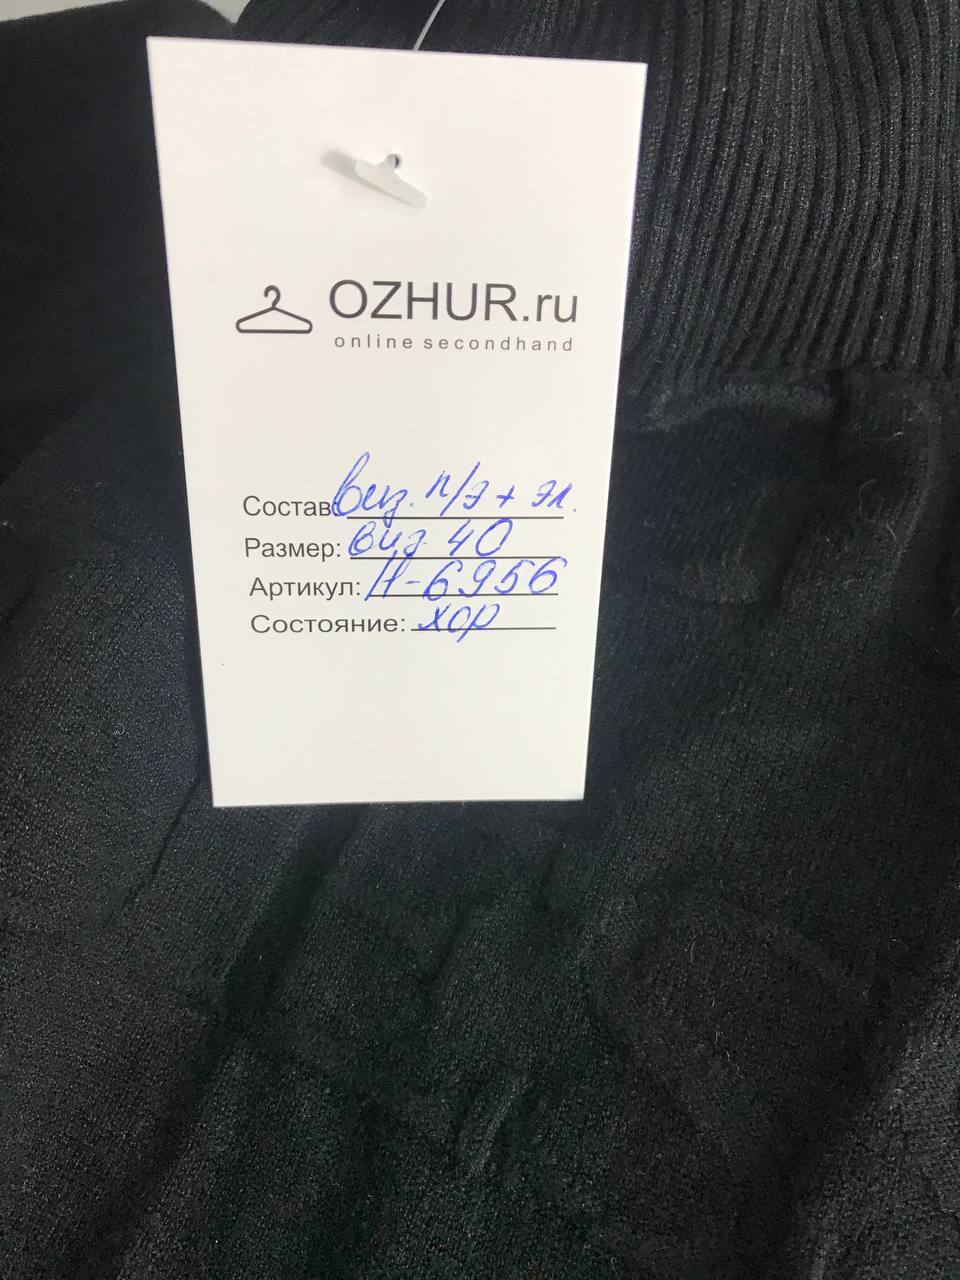 OZHUR.ru
online secondhand
Состав: виз. п/э + эл.
Размер: виз. 40
Артикул: Н-6956
Состояние: хор